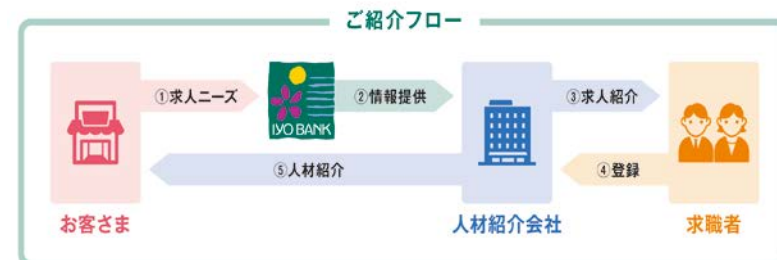 ご紹介フロー
①求人ニーズ
IYO BANK
②情報提供
③求人紹介
⑤人材紹介
④登録
お客さま
人材紹介会社
求職者